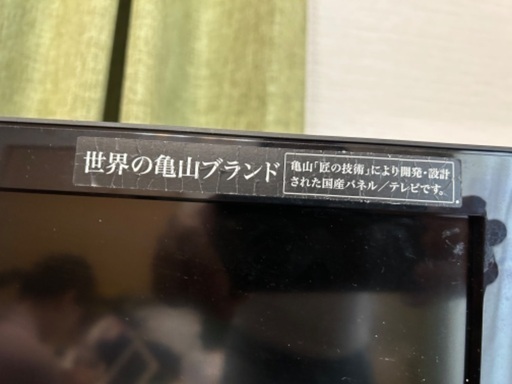 世界の亀山ブランド
亀山「匠の技術」により開発・設計
された国産パネル／テレビです。